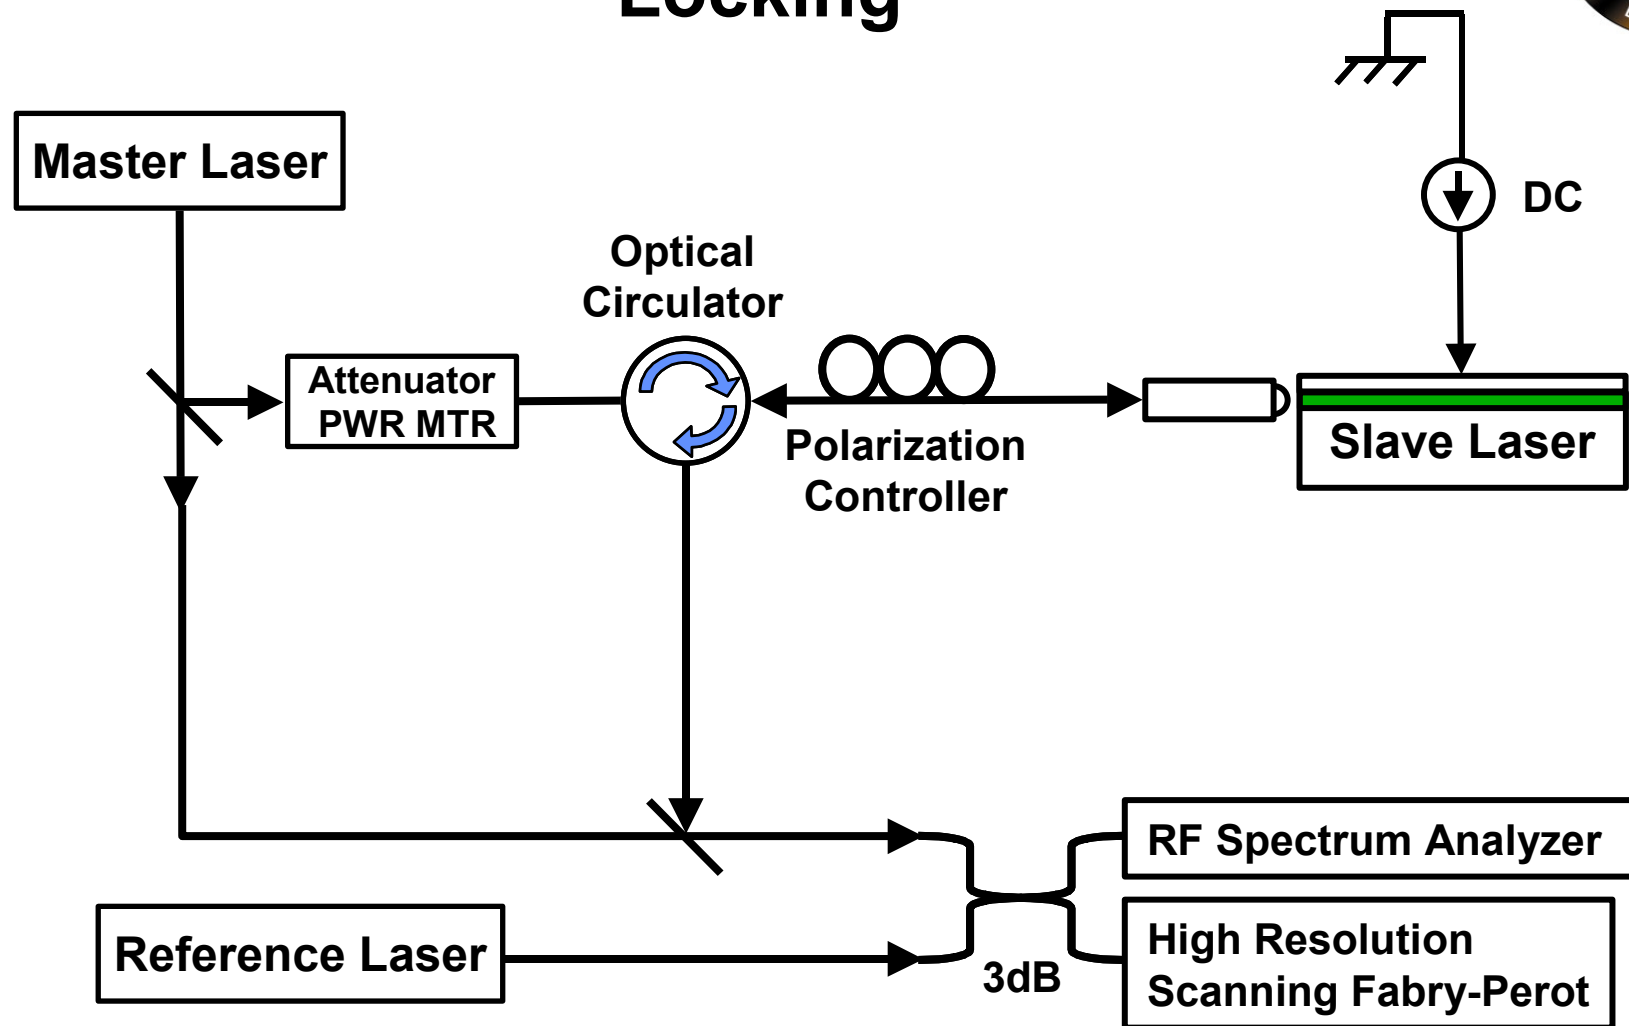 Locking
Master Laser
DC
Optical
Circulator
Attenuator
PWR MTR
Polarization
Controller
Slave Laser
RF Spectrum Analyzer
Reference Laser
3dB
High Resolution
Scanning Fabry-Perot